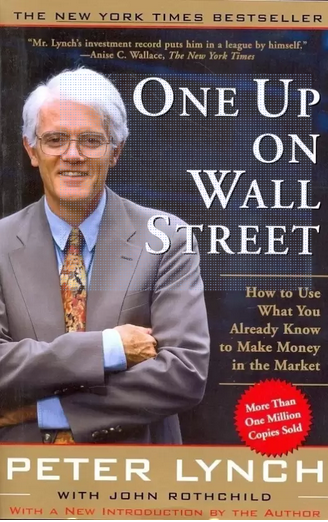 THE NEW YORK TIMES BESTSELLER
"Mr. Lynch's investment record puts him in a league by himself."
—Anise C. Wallace, The New York Times
ONE UP
ON
WALL
STREET
How to Use
What You
Already Know
to Make Money
in the Market
More Than
One Million
Copies Sold
PETER LYNCH
WITH JOHN ROTHCHILD
WITH A NEW INTRODUCTION BY THE AUTHOR